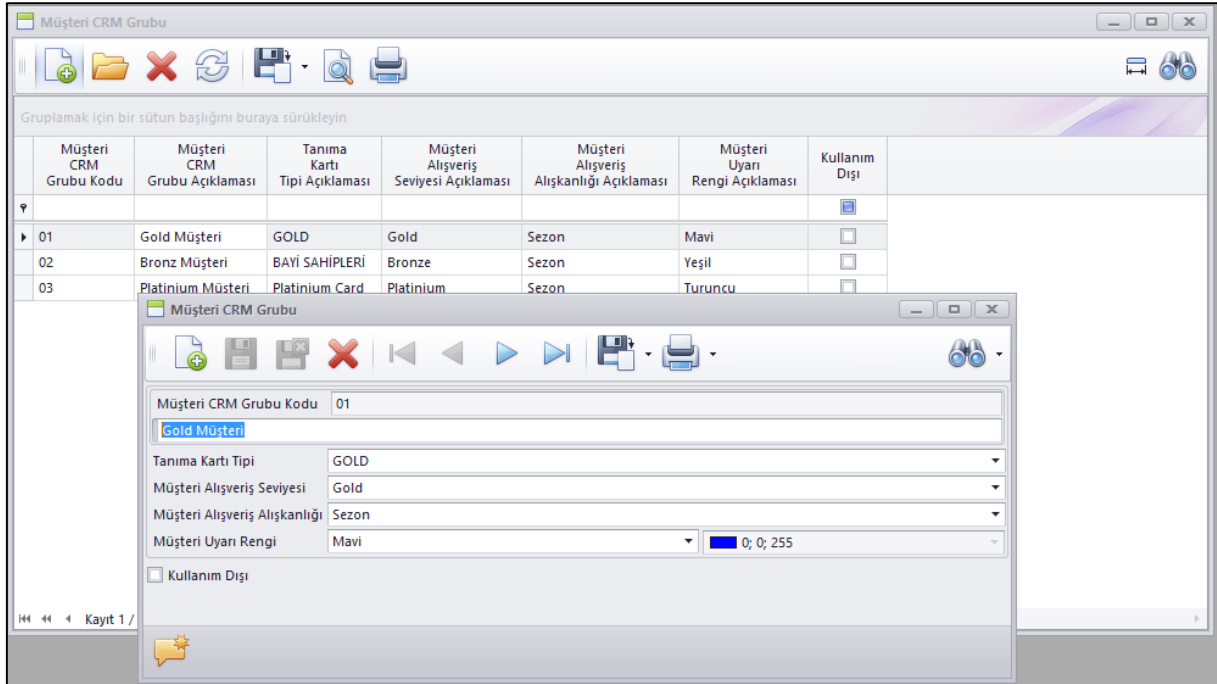 Müşteri CRM Grubu
Gruplamak için bir sütun başlığını buraya sürükleyin
Müşteri CRM Grubu Kodu
Müşteri CRM Grubu Açıklaması
Tanıma Kartı Tipi Açıklaması
Müşteri Alışveriş Seviyesi Açıklaması
Müşteri Alışveriş Alışkanlığı Açıklaması
Müşteri Uyarı Rengi Açıklaması
Kullanım Dışı
01 Gold Müşteri GOLD Gold Sezon Mavi
02 Bronz Müşteri BAYİ SAHİPLERİ Bronze Sezon Yeşil
03 Platinium Müşteri Platinium Card Platinium Sezon Turuncu
Müşteri CRM Grubu
Müşteri CRM Grubu Kodu 01
Gold Müşteri
Tanıma Kartı Tipi GOLD
Müşteri Alışveriş Seviyesi Gold
Müşteri Alışveriş Alışkanlığı Sezon
Müşteri Uyarı Rengi Mavi 0; 0; 255
Kullanım Dışı
Kayıt 1 /